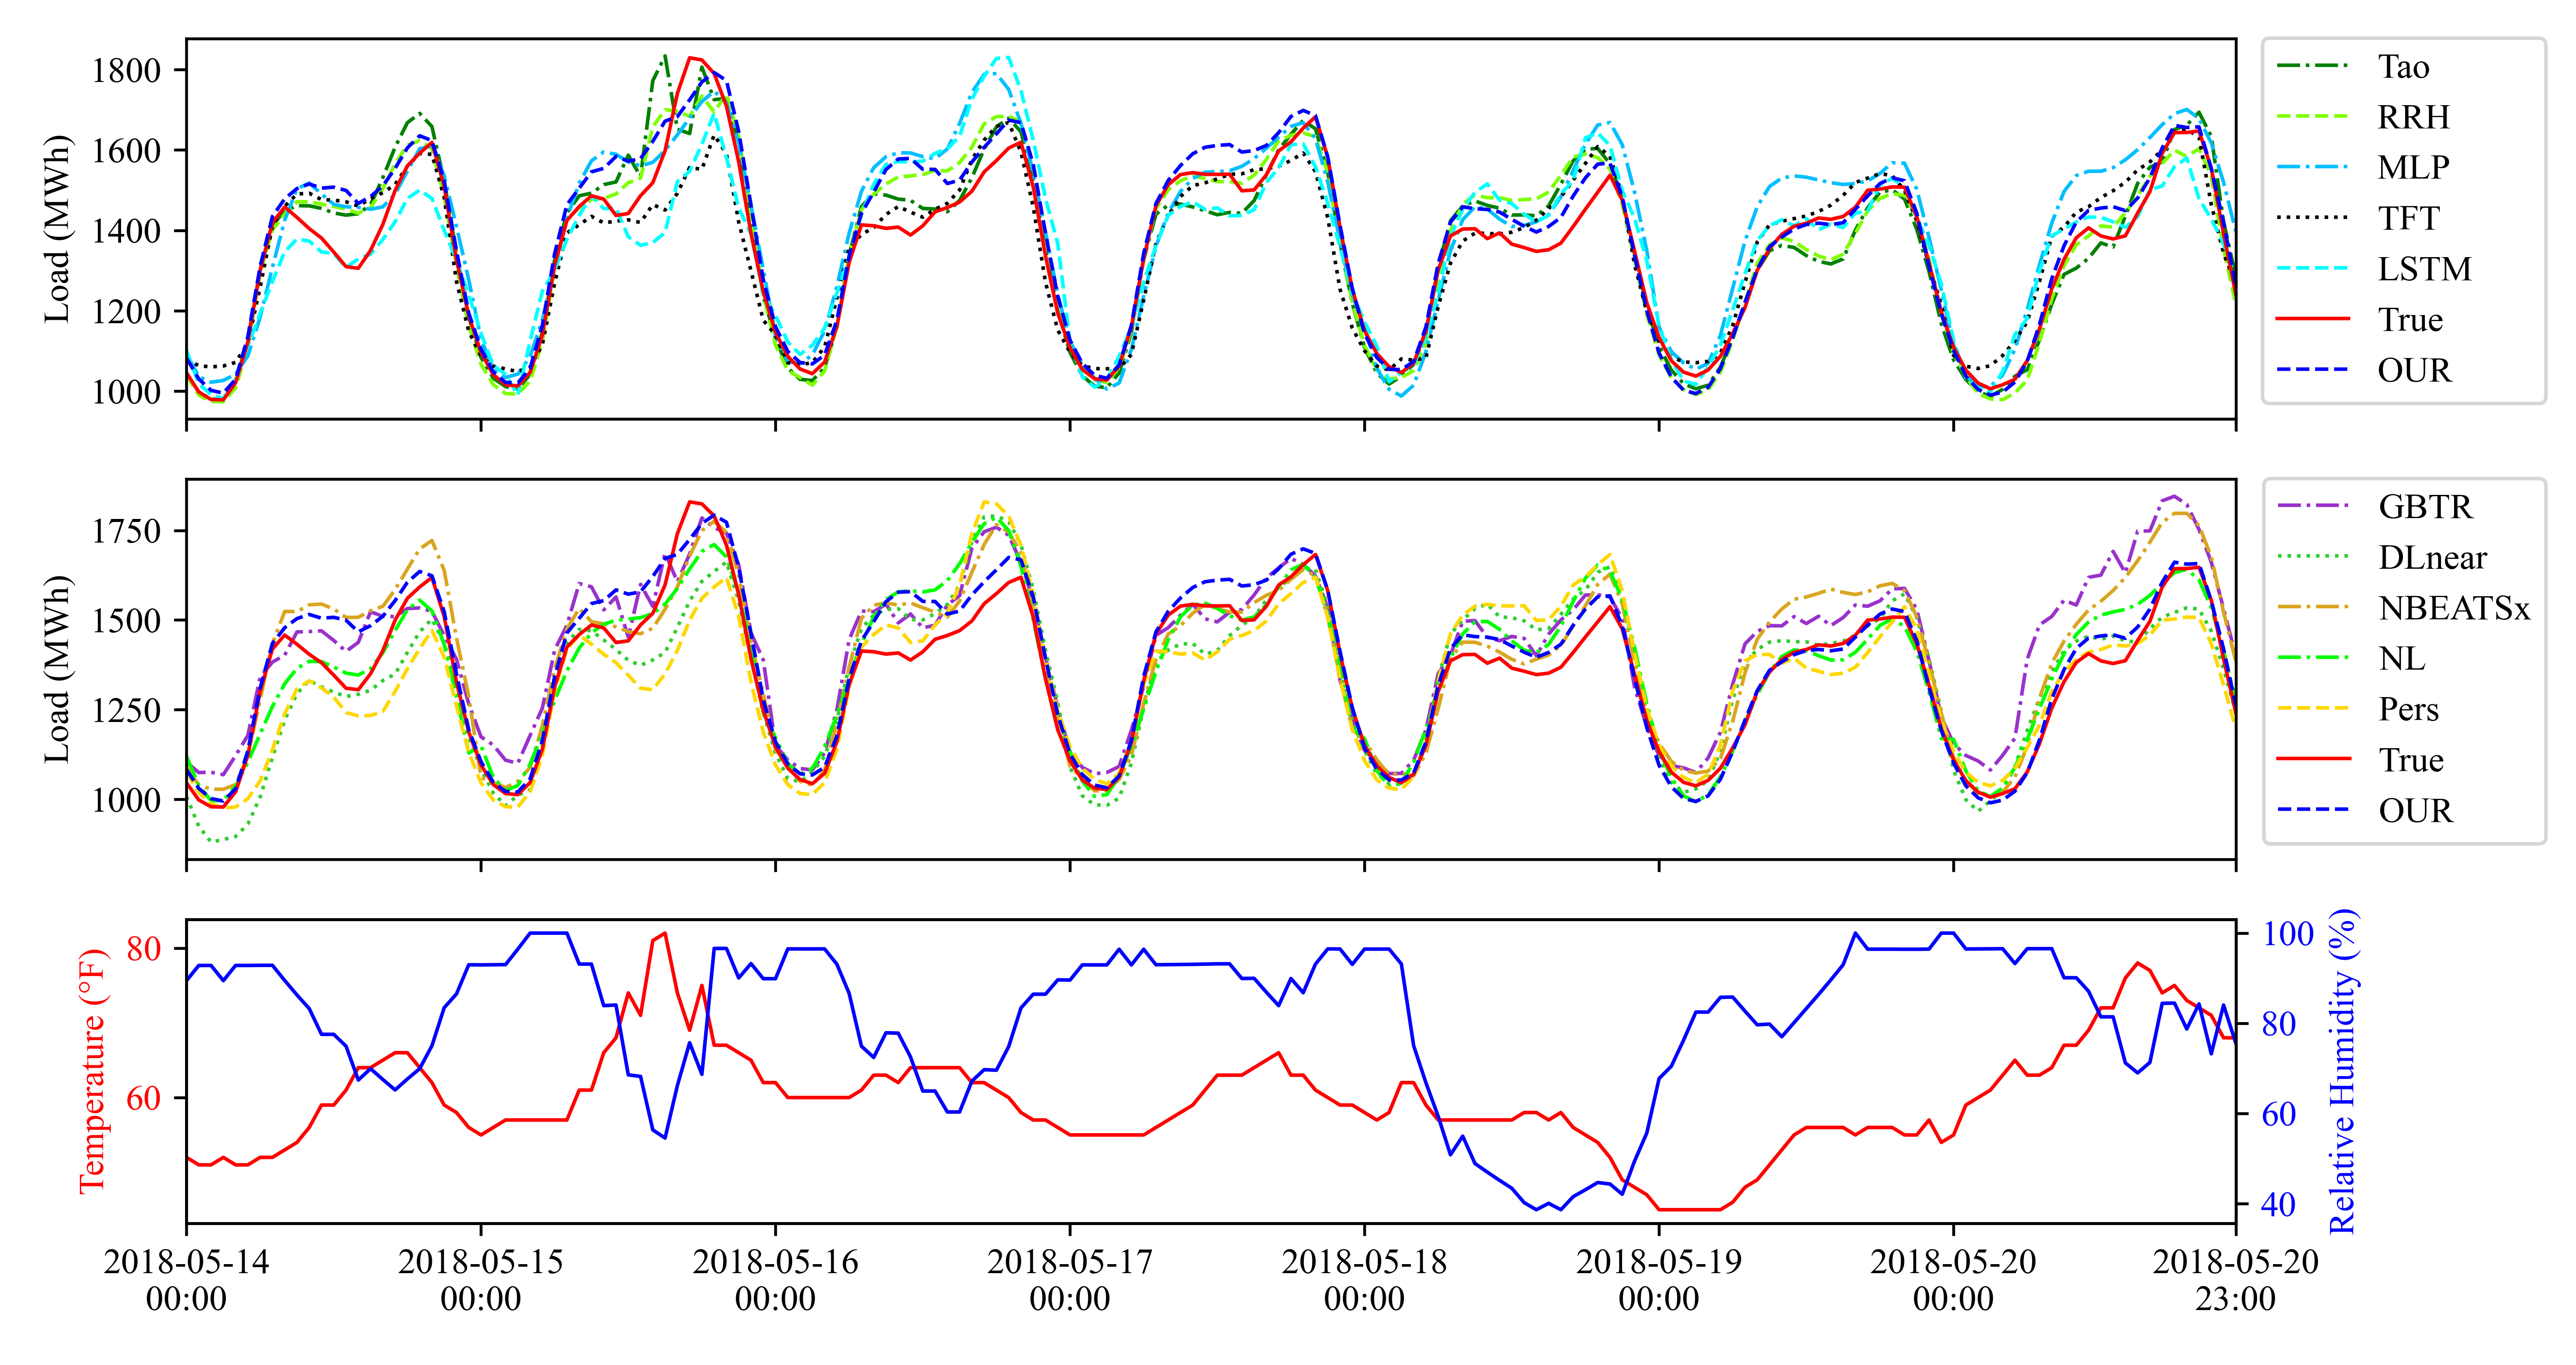 Load (MWh)
1800
1600
1400
1200
1000
Tao
RRH
MLP
TFT
LSTM
True
OUR
Load (MWh)
1750
1500
1250
1000
GBTR
DLnear
NBEATSx
NL
Pers
True
OUR
Temperature (°F)
80
60
100
80
60
40
Relative Humidity (%)
2018-05-14
00:00
2018-05-15
00:00
2018-05-16
00:00
2018-05-17
00:00
2018-05-18
00:00
2018-05-19
00:00
2018-05-20
00:00
2018-05-20
23:00